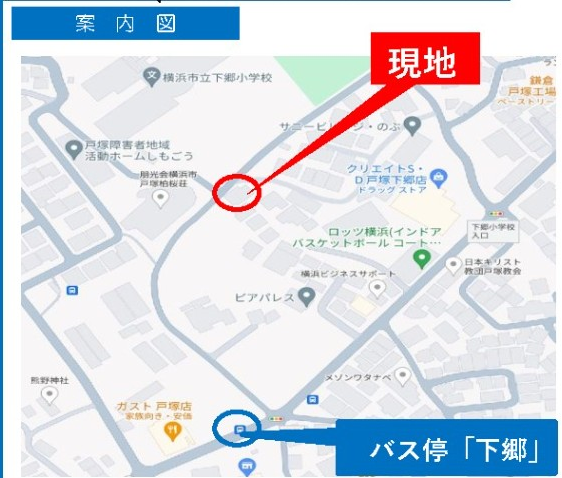 案内図
現地
横浜市立下郷小学校
鎌倉
戸塚工場
ペーストリー
サニービレッジ・のぶ
戸塚障害者地域
活動ホームしもごう
朋光会横浜市
戸塚柏桜荘
クリエイトS・
D戸塚下郷店
ドラッグ ストア
下郷小学校
入口
ロッツ横浜(インドア
バスケットボール コート…
日本キリスト
教団戸塚教会
横浜ビジネスサポート
ピアパレス
メゾンワタナベ
熊野神社
ガスト 戸塚店
家族向き・安価
バス停「下郷」